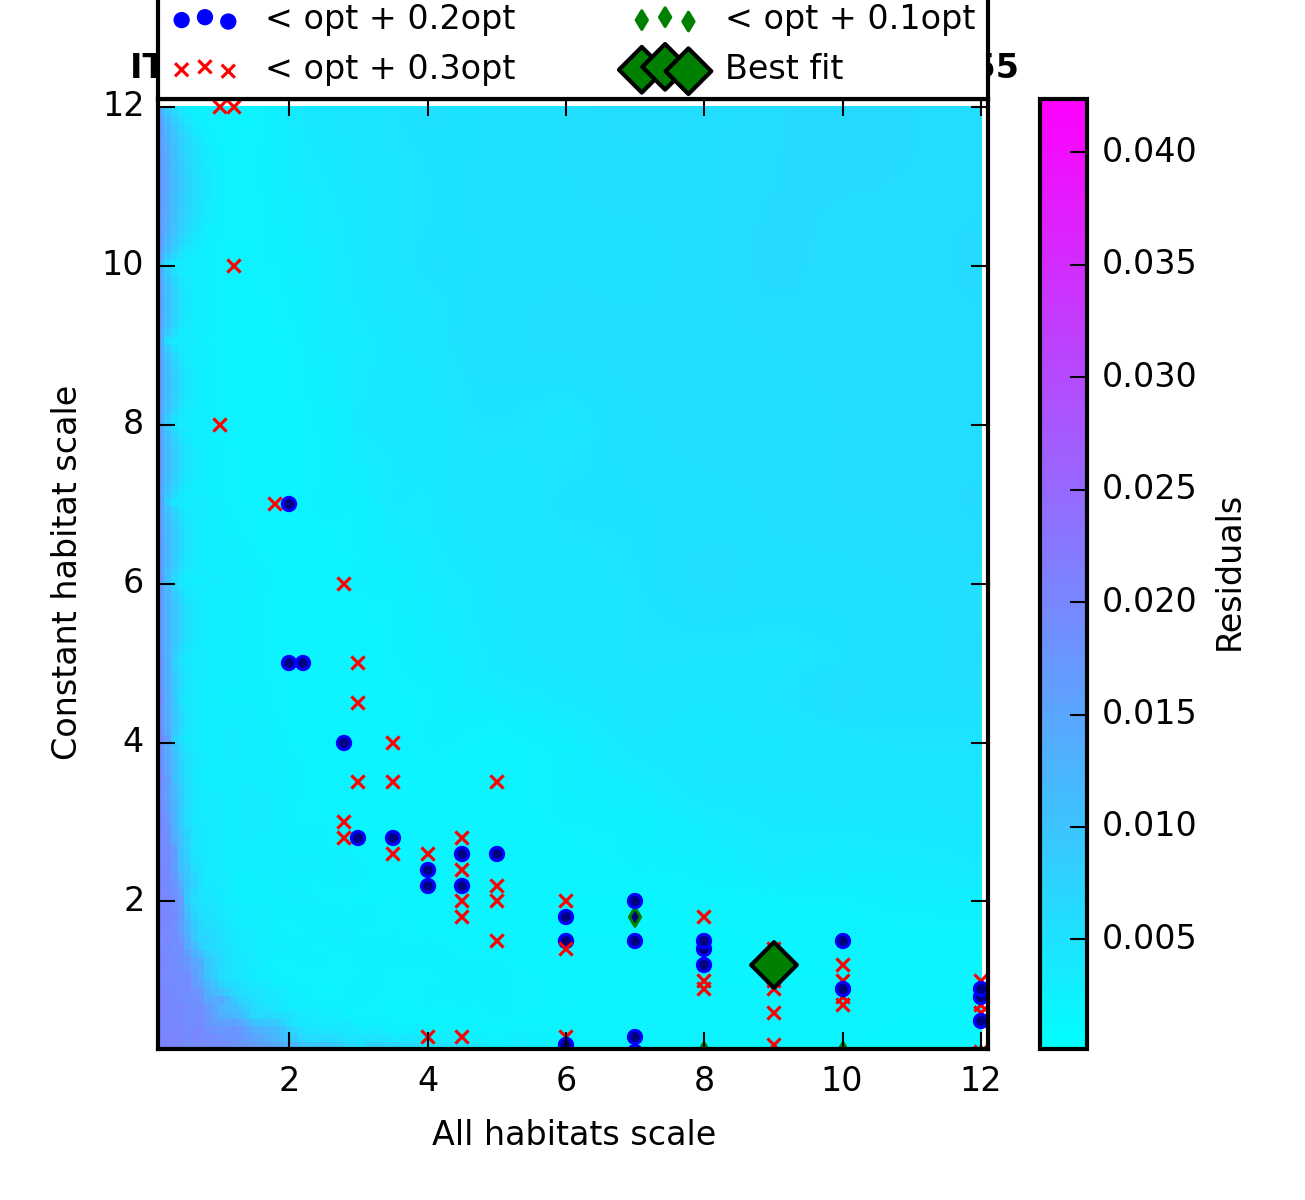 < opt + 0.2opt
< opt + 0.1opt
< opt + 0.3opt
Best fit
12
10
8
6
4
2
Constant habitat scale
2 4 6 8 10 12
All habitats scale
0.040
0.035
0.030
0.025
0.020
0.015
0.010
0.005
Residuals